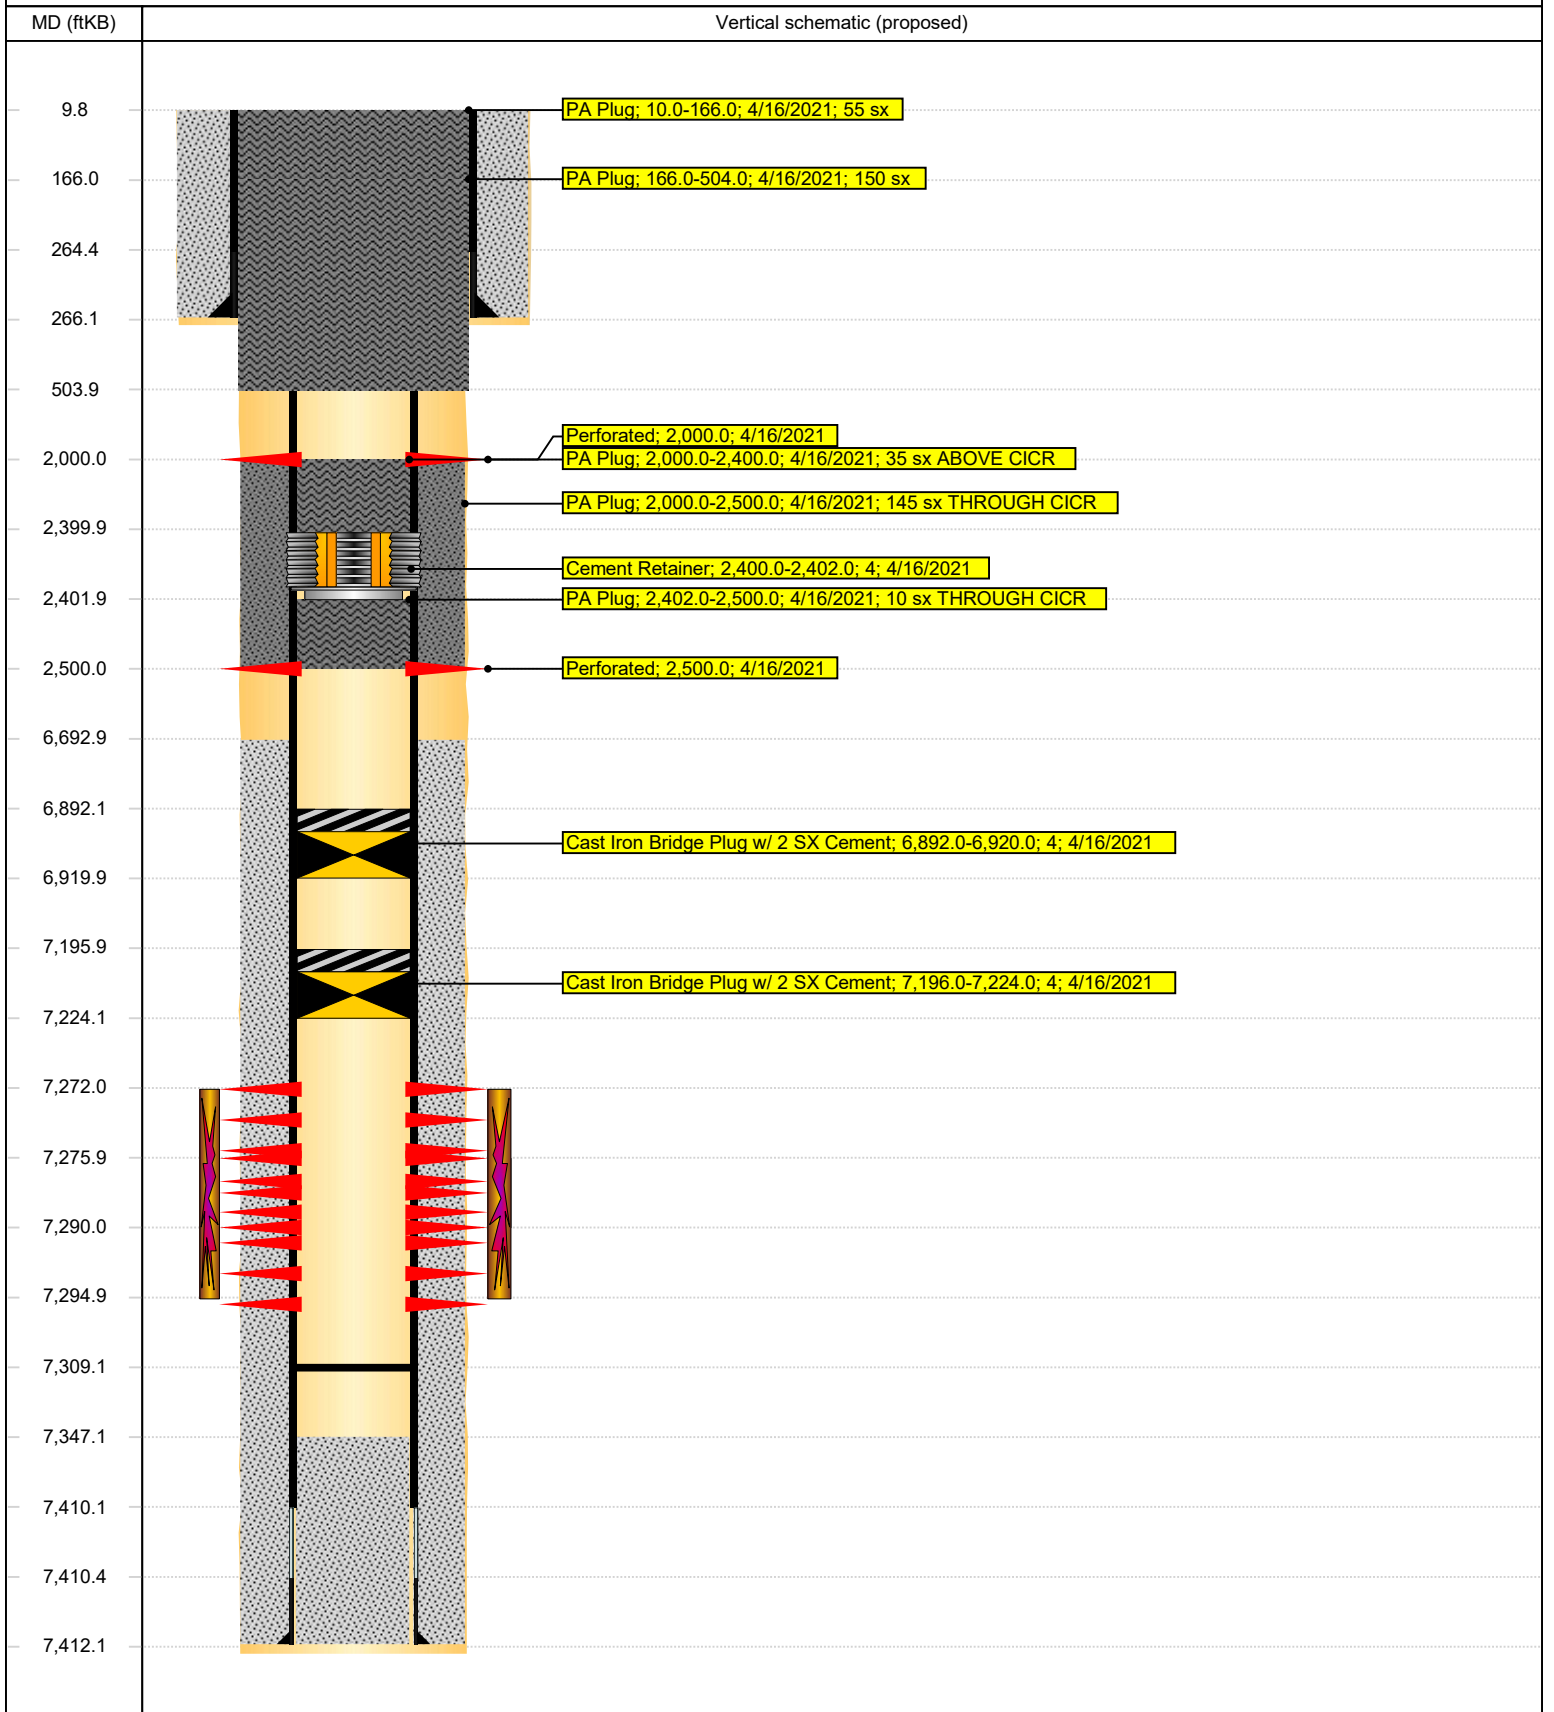 MD (ftKB)
Vertical schematic (proposed)
9.8
PA Plug; 10.0-166.0; 4/16/2021; 55 sx
166.0
PA Plug; 166.0-504.0; 4/16/2021; 150 sx
264.4
266.1
503.9
Perforated; 2,000.0; 4/16/2021
2,000.0
PA Plug; 2,000.0-2,400.0; 4/16/2021; 35 sx ABOVE CICR
PA Plug; 2,000.0-2,500.0; 4/16/2021; 145 sx THROUGH CICR
2,399.9
Cement Retainer; 2,400.0-2,402.0; 4; 4/16/2021
2,401.9
PA Plug; 2,402.0-2,500.0; 4/16/2021; 10 sx THROUGH CICR
2,500.0
Perforated; 2,500.0; 4/16/2021
6,692.9
6,892.1
Cast Iron Bridge Plug w/ 2 SX Cement; 6,892.0-6,920.0; 4; 4/16/2021
6,919.9
7,195.9
Cast Iron Bridge Plug w/ 2 SX Cement; 7,196.0-7,224.0; 4; 4/16/2021
7,224.1
7,272.0
7,275.9
7,290.0
7,294.9
7,309.1
7,347.1
7,410.1
7,410.4
7,412.1